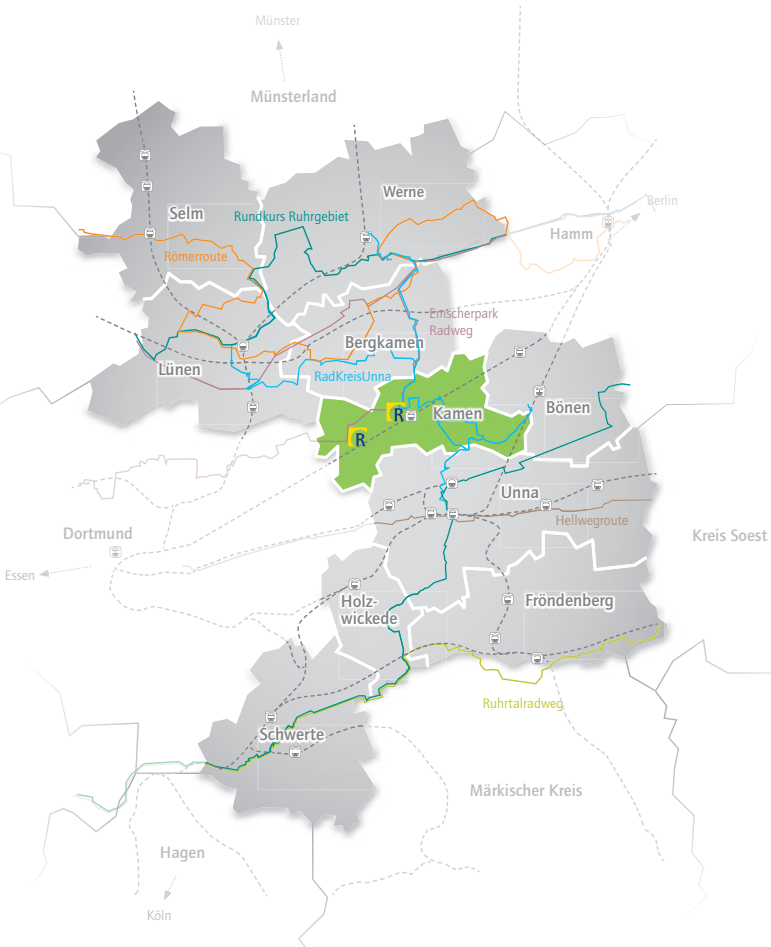 Münster
Münsterland
Werne
Berlin
Selm
Rundkurs Ruhrgebiet
Hamm
Römerroute
Emscherpark
Radweg
Bergkamen
Lünen
RadKreisUnna
R
Kamen
Bönen
R
Unna
Hellwegroute
Dortmund
Kreis Soest
Essen
Holz-
wickede
Fröndenberg
Ruhrtalradweg
Schwerte
Märkischer Kreis
Hagen
Köln